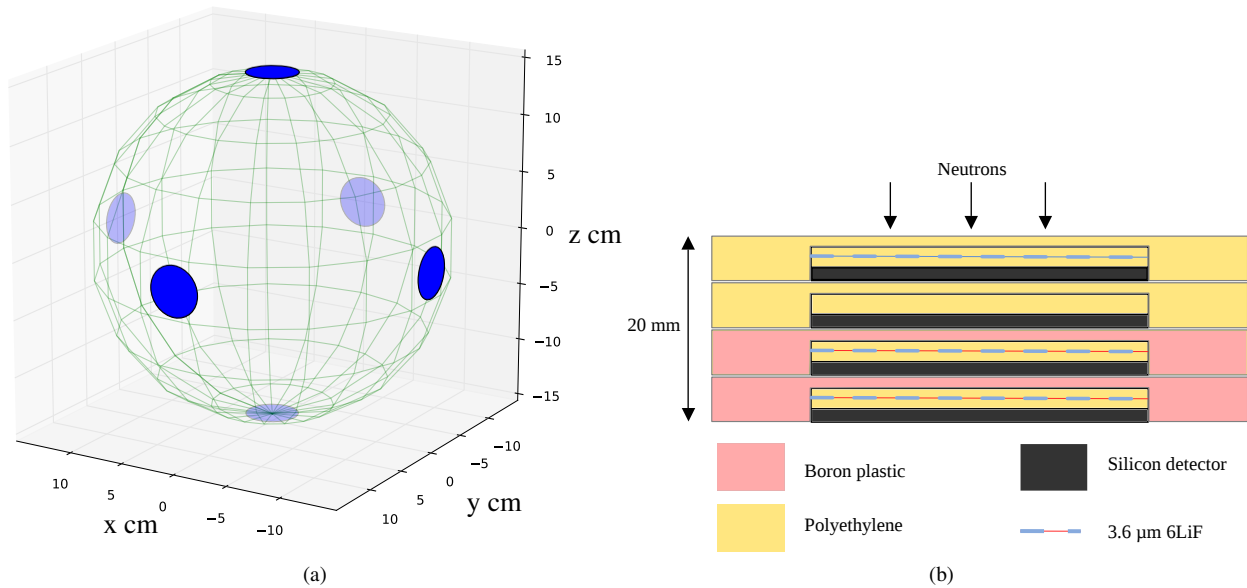 15
10
5
0
−5
−10
−15
z cm
10
5
0
−5
−10
x cm
−10
−5
0
5
10
y cm
(a)
Neutrons
20 mm
Boron plastic
Silicon detector
Polyethylene
3.6 µm 6LiF
(b)